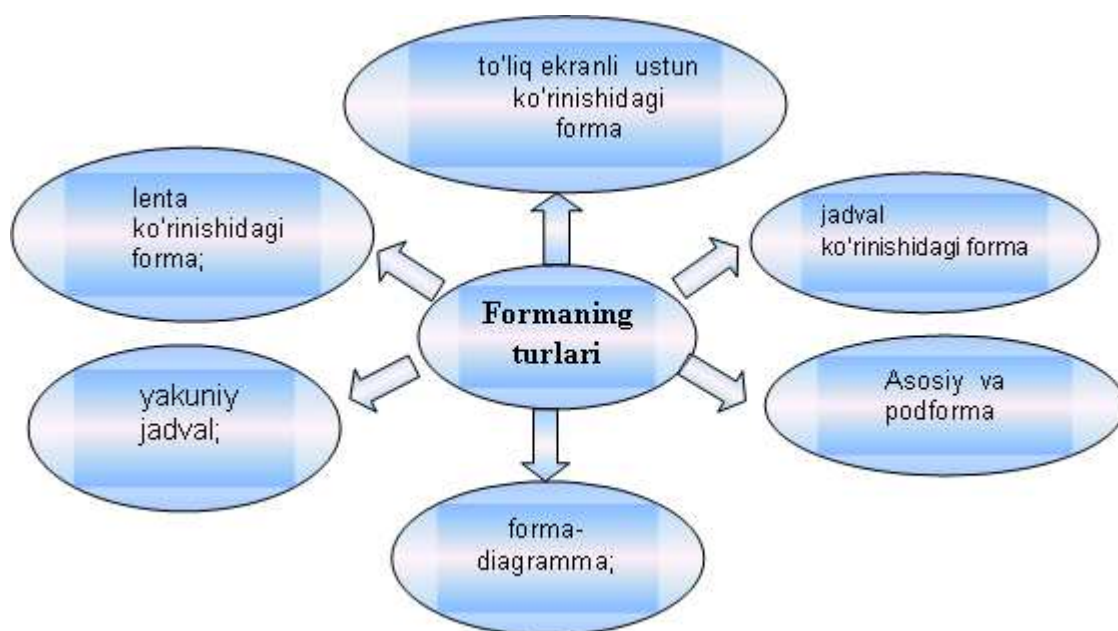 to'liq ekranli ustun
ko'rinishidagi
forma
lenta
ko'rinishidagi
forma;
jadval
ko'rinishidagi forma
Formaning
turlari
yakuniy
jadval;
Asosiy va
podforma
forma-
diagramma;